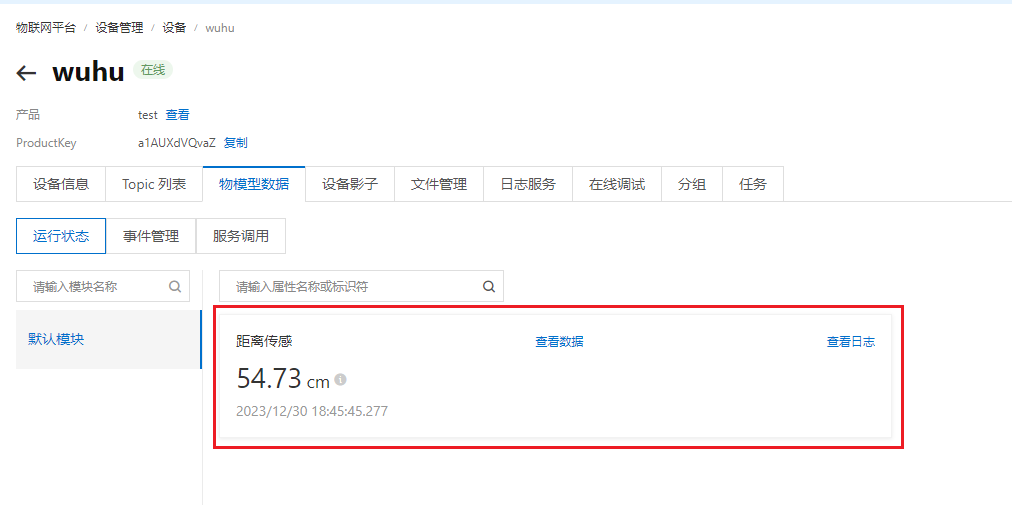 物联网平台 / 设备管理 / 设备 / wuhu
wuhu 在线
产品 test 查看
ProductKey a1AUXdVQvaZ 复制
设备信息 Topic 列表 物模型数据 设备影子 文件管理 日志服务 在线调试 分组 任务
运行状态 事件管理 服务调用
请输入模块名称 请输入属性名称或标识符
默认模块
距离传感 查看数据 查看日志
54.73 cm
2023/12/30 18:45:45.277